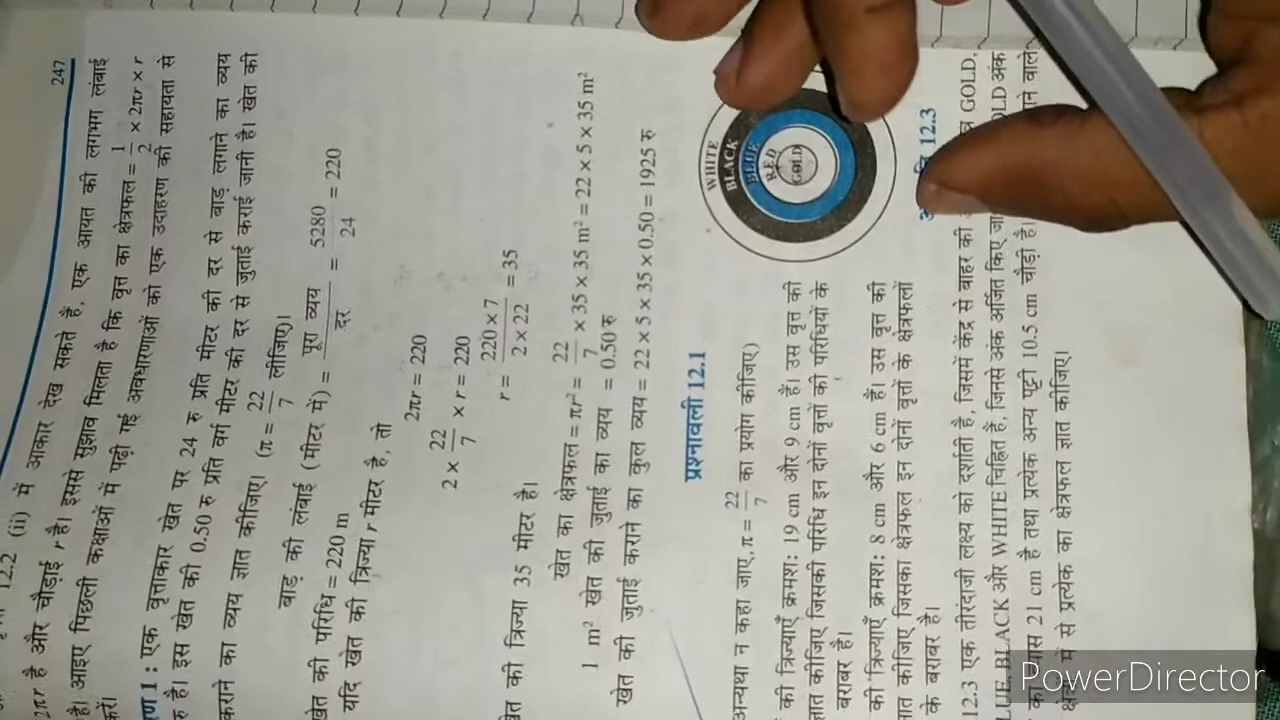 247
12.2 (ii) में आकार देख सकते हैं, एक आयत की लगभग लंबाई
2πr है और चौड़ाई r है। इससे सुझाव मिलता है कि वृत्त का क्षेत्रफल = 1/2 × 2πr × r
है। आइए पिछली कक्षाओं में पढ़ी गई अवधारणाओं को एक उदाहरण की सहायता से
करें।
रण 1 : एक वृत्ताकार खेत पर 24 रु प्रति मीटर की दर से बाड़ लगाने का व्यय
रु है। इस खेत की 0.50 रु प्रति वर्ग मीटर की दर से जुताई कराई जानी है। खेत की
कराने का व्यय ज्ञात कीजिए। (π = 22/7 लीजिए)।
बाड़ की लंबाई (मीटर में) = पूरा व्यय/दर = 5280/24 = 220
खेत की परिधि = 220 m
यदि खेत की त्रिज्या r मीटर है, तो
2πr = 220
2 × 22/7 × r = 220
r = 220 × 7/2 × 22 = 35
खेत की त्रिज्या 35 मीटर है।
खेत का क्षेत्रफल = πr² = 22/7 × 35 × 35 m² = 22 × 5 × 35 m²
1 m² खेत की जुताई का व्यय = 0.50 रु
खेत की जुताई कराने का कुल व्यय = 22 × 5 × 35 × 0.50 = 1925 रु
प्रश्नावली 12.1
अन्यथा न कहा जाए, π = 22/7 का प्रयोग कीजिए)
की त्रिज्याएँ क्रमश: 19 cm और 9 cm हैं। उस वृत्त की
ज्ञात कीजिए जिसकी परिधि इन दोनों वृत्तों की परिधियों के
बराबर है।
की त्रिज्याएँ क्रमश: 8 cm और 6 cm हैं। उस वृत्त की
ज्ञात कीजिए जिसका क्षेत्रफल इन दोनों वृत्तों के क्षेत्रफलों
के बराबर है।
WHITE
BLACK
BLUE
RED
GOLD
12.3
12.3 एक तीरंदाजी लक्ष्य को दर्शाती है, जिसमें केंद्र से बाहर की GOLD,
BLUE, BLACK और WHITE चिह्नित हैं, जिनसे अंक अर्जित किए GOLD अंक
का व्यास 21 cm है तथा प्रत्येक अन्य पट्टी 10.5 cm चौड़ी है। वाले
में से प्रत्येक का क्षेत्रफल ज्ञात कीजिए।
PowerDirector